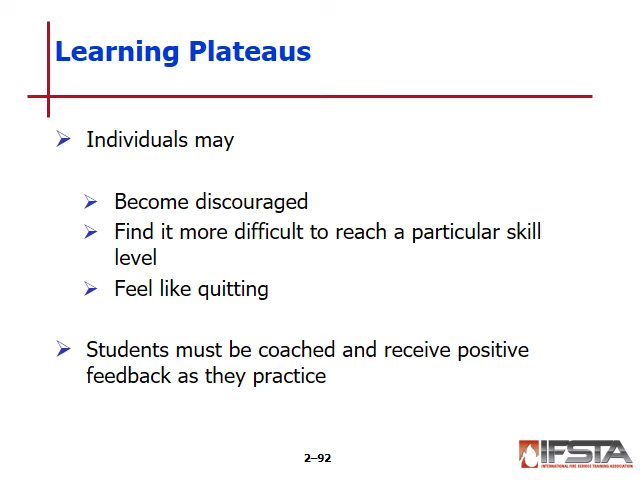 Learning Plateaus
Individuals may
Become discouraged
Find it more difficult to reach a particular skill
level
Feel like quitting
Students must be coached and receive positive
feedback as they practice
2–92
IFSTA
INTERNATIONAL FIRE SERVICE TRAINING ASSOCIATION